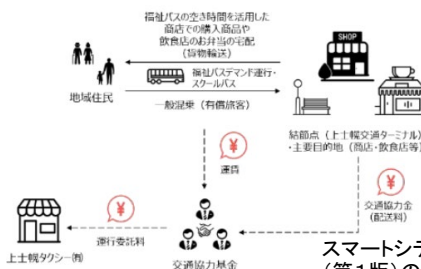 福祉バスの空き時間を活用した
商店での購入商品や
飲食店のお弁当の宅配
(貨物輸送)
SHOP
福祉バスデマンド運行・
スクールバス
地域住民
一般混乗(有償旅客)
結節点(上士幌交通ターミナル)
・主要目的地(商店・飲食店等)
¥
運賃
¥
交通協力金
(配送料)
¥
運行委託料
上士幌タクシー㈲
交通協力基金
スマートシテ
(第1版)の